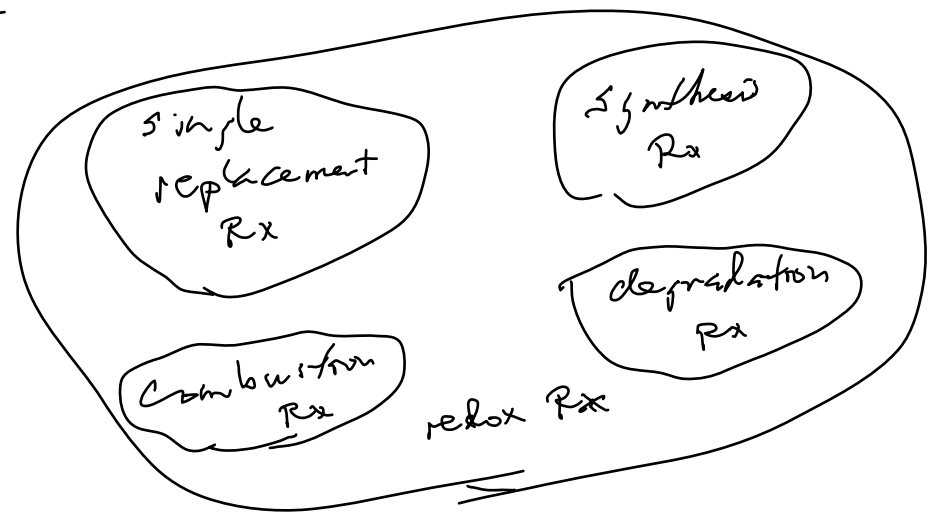 single
replacement
Rx
synthesis
Rx
degradation
Rx
combustion
Rx
redox Rx